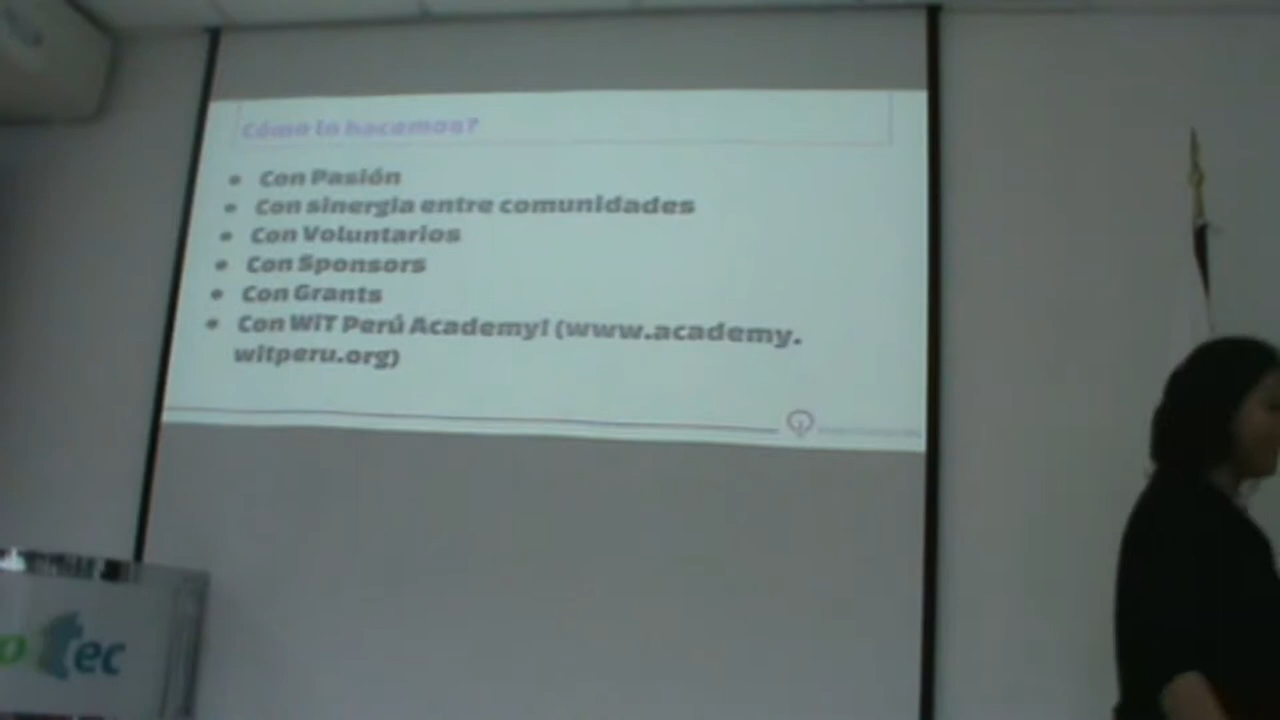 Cómo lo hacemos?
Con Pasión
Con sinergia entre comunidades
Con Voluntarios
Con Sponsors
Con Grants
Con WiT Perú Academy! (www.academy.
witperu.org)
tec